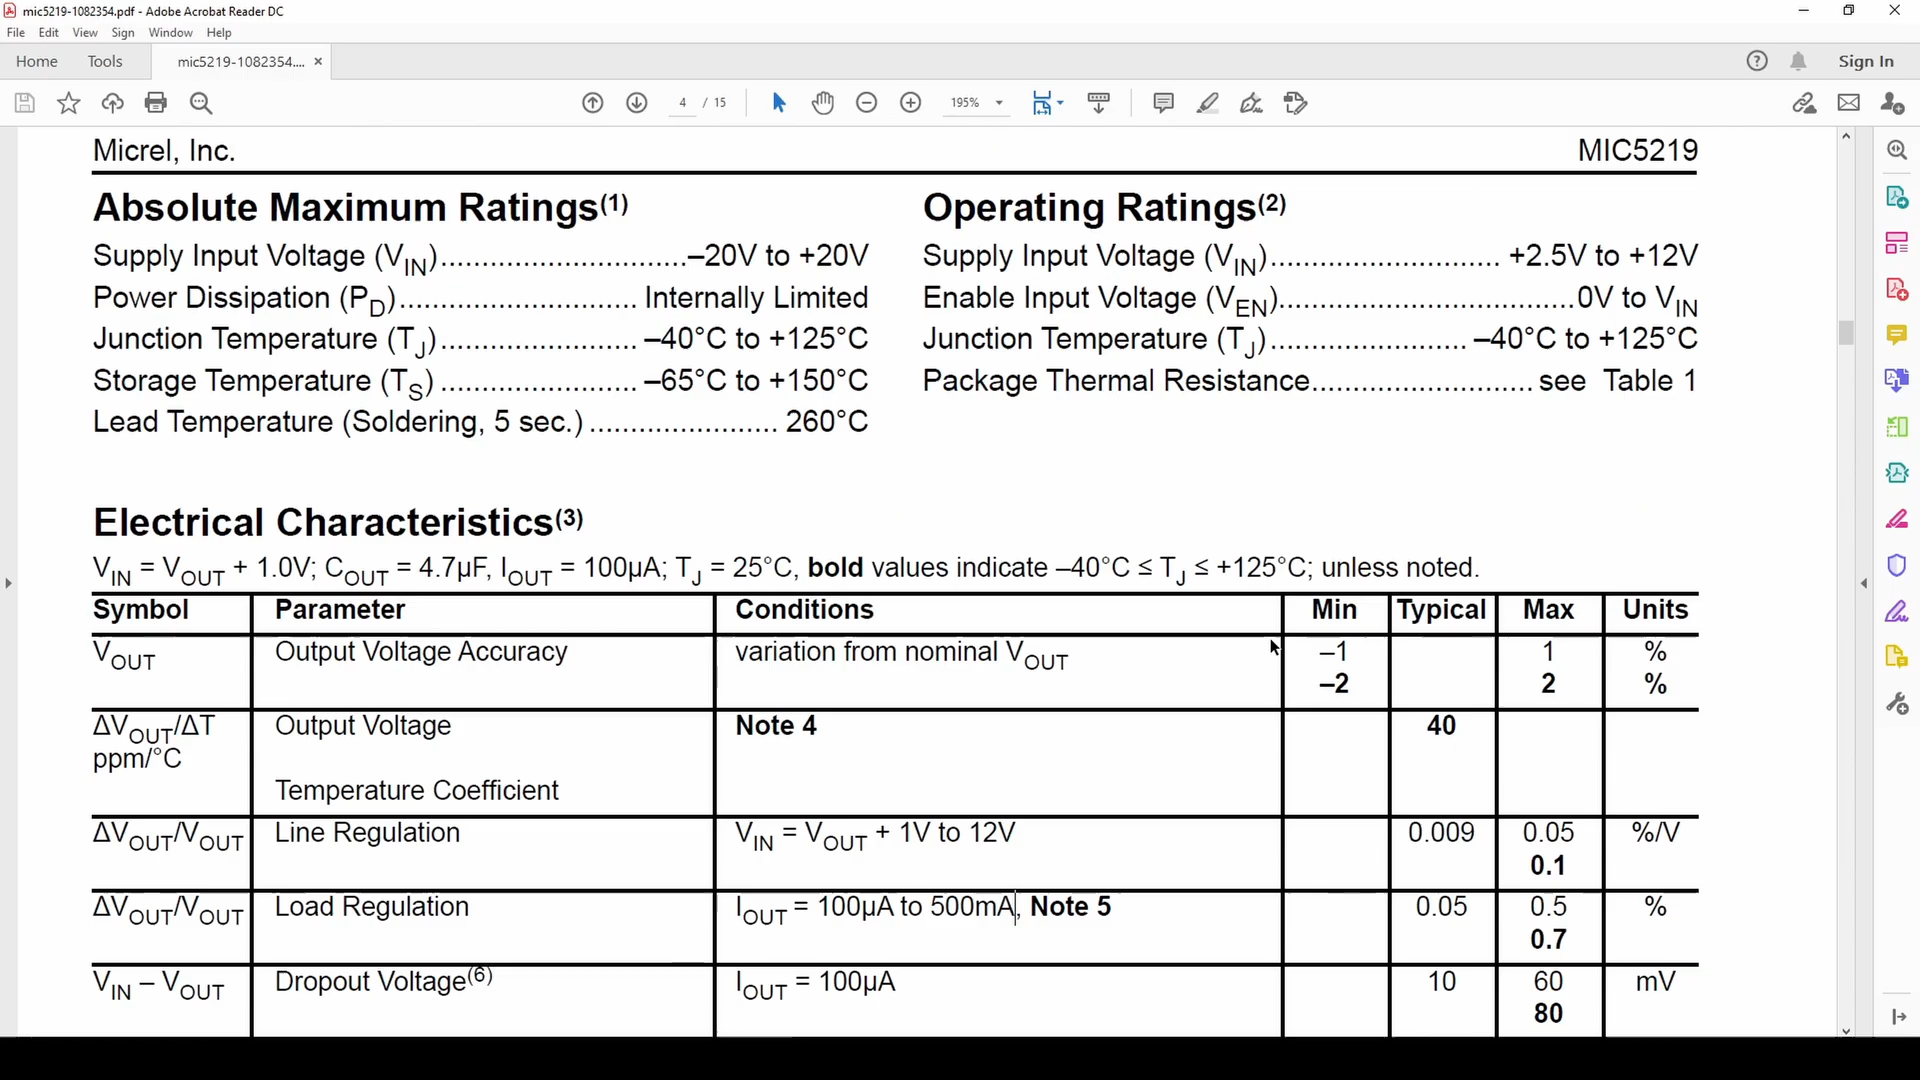 mic5219-1082354.pdf - Adobe Acrobat Reader DC
File Edit View Sign Window Help
Home Tools mic5219-1082354.... × Sign In
4 / 15 195%
Micrel, Inc. MIC5219
Absolute Maximum Ratings(1)
Supply Input Voltage (VIN)..............................–20V to +20V
Power Dissipation (PD)............................. Internally Limited
Junction Temperature (TJ)........................ –40°C to +125°C
Storage Temperature (TS) ........................ –65°C to +150°C
Lead Temperature (Soldering, 5 sec.) ....................... 260°C
Operating Ratings(2)
Supply Input Voltage (VIN)............................ +2.5V to +12V
Enable Input Voltage (VEN)....................................0V to VIN
Junction Temperature (TJ)........................ –40°C to +125°C
Package Thermal Resistance........................... see Table 1
Electrical Characteristics(3)
VIN = VOUT + 1.0V; COUT = 4.7μF, IOUT = 100μA; TJ = 25°C, bold values indicate –40°C ≤ TJ ≤ +125°C; unless noted.
Symbol Parameter Conditions Min Typical Max Units
VOUT Output Voltage Accuracy variation from nominal VOUT –1 1 %
–2 2 %
ΔVOUT/ΔT Output Voltage Note 4 40
ppm/°C
Temperature Coefficient
ΔVOUT/VOUT Line Regulation VIN = VOUT + 1V to 12V 0.009 0.05 %/V
0.1
ΔVOUT/VOUT Load Regulation IOUT = 100μA to 500mA, Note 5 0.05 0.5 %
0.7
VIN – VOUT Dropout Voltage(6) IOUT = 100μA 10 60 mV
80